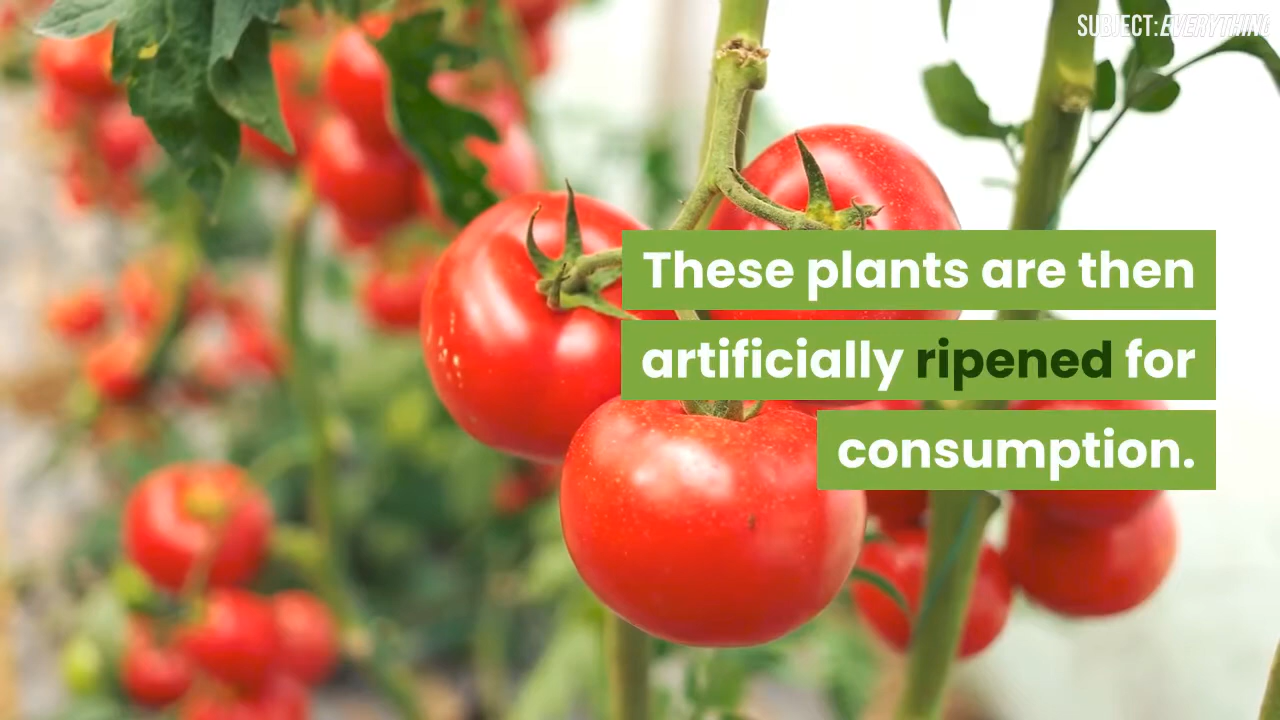 SUBJECT: EVERYTHING
These plants are then
artificially ripened for
consumption.